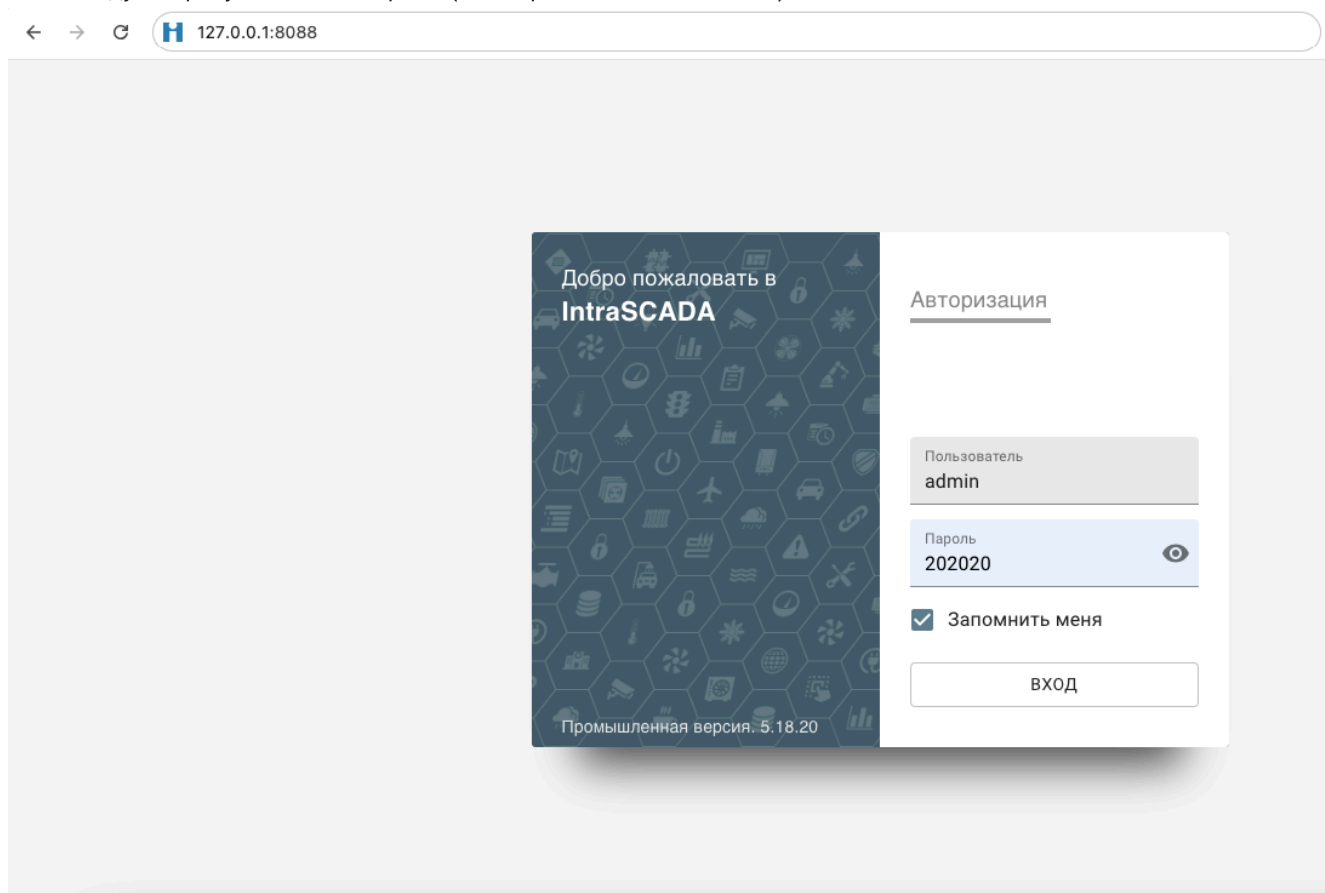 127.0.0.1:8088
Добро пожаловать в
IntraSCADA
Авторизация
Пользователь
admin
Пароль
202020
Запомнить меня
ВХОД
Промышленная версия. 5.18.20